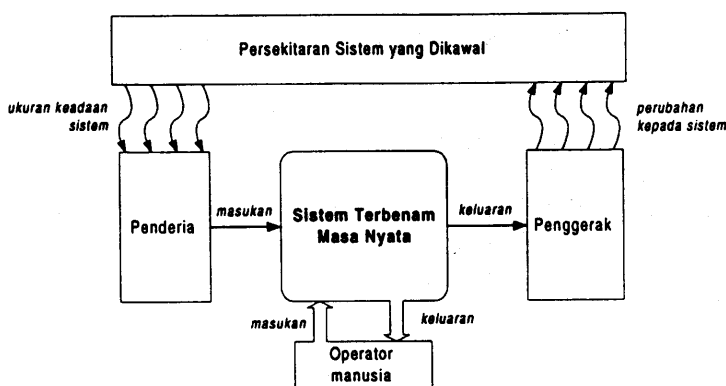 Persekitaran Sistem yang Dikawal
ukuran keadaan
sistem
perubahan
kepada sistem
Penderia
masukan
Sistem Terbenam
Masa Nyata
keluaran
Penggerak
masukan
keluaran
Operator
manusia